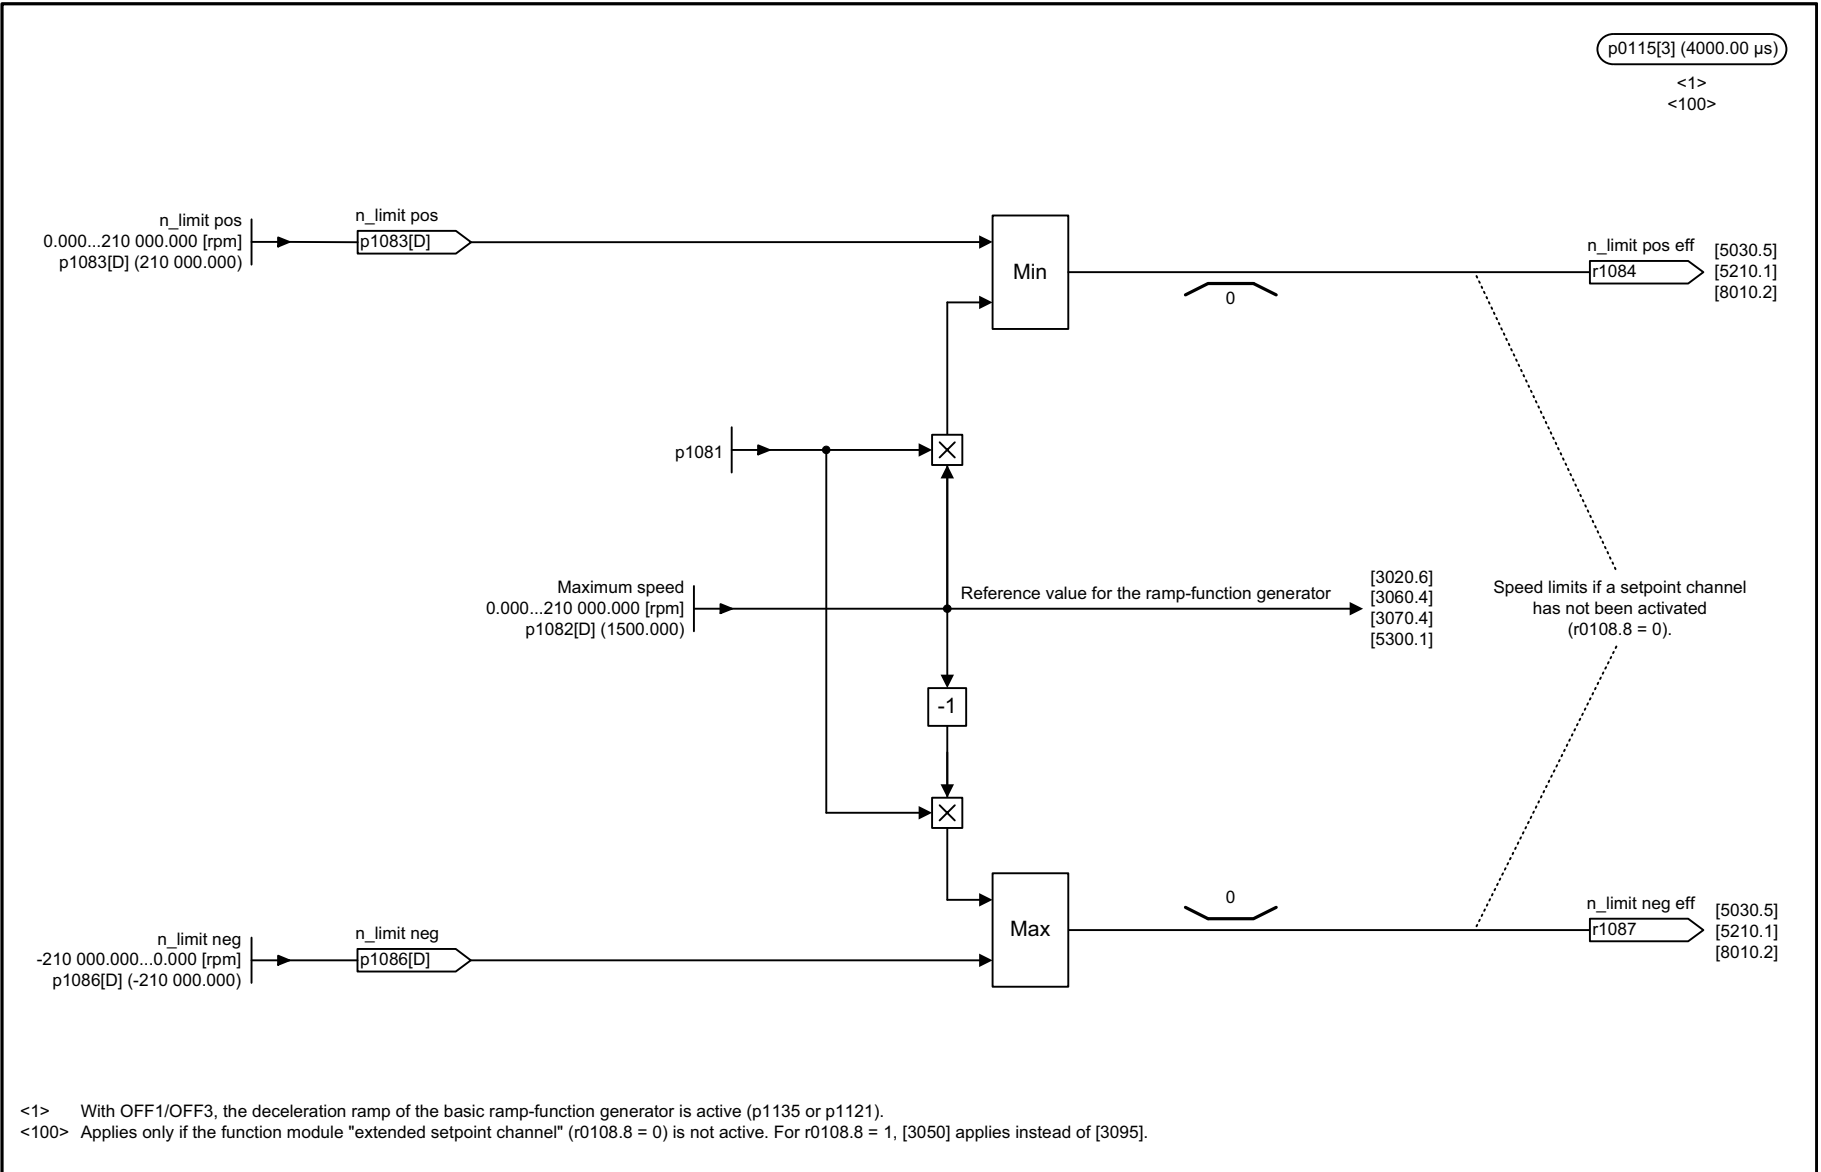 p0115[3] (4000.00 µs)
<1>
<100>
n_limit pos
0.000...210 000.000 [rpm]
p1083[D] (210 000.000)
n_limit pos
p1083[D]
Min
0
n_limit pos eff
r1084
[5030.5]
[5210.1]
[8010.2]
p1081
Maximum speed
0.000...210 000.000 [rpm]
p1082[D] (1500.000)
Reference value for the ramp-function generator
[3020.6]
[3060.4]
[3070.4]
[5300.1]
Speed limits if a setpoint channel
has not been activated
(r0108.8 = 0).
-1
n_limit neg
-210 000.000...0.000 [rpm]
p1086[D] (-210 000.000)
n_limit neg
p1086[D]
Max
0
n_limit neg eff
r1087
[5030.5]
[5210.1]
[8010.2]
<1> With OFF1/OFF3, the deceleration ramp of the basic ramp-function generator is active (p1135 or p1121).
<100> Applies only if the function module "extended setpoint channel" (r0108.8 = 0) is not active. For r0108.8 = 1, [3050] applies instead of [3095].